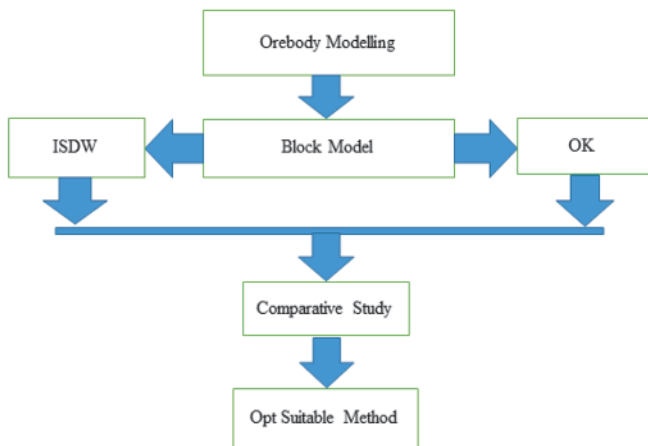 Orebody Modelling
ISDW
Block Model
OK
Comparative Study
Opt Suitable Method